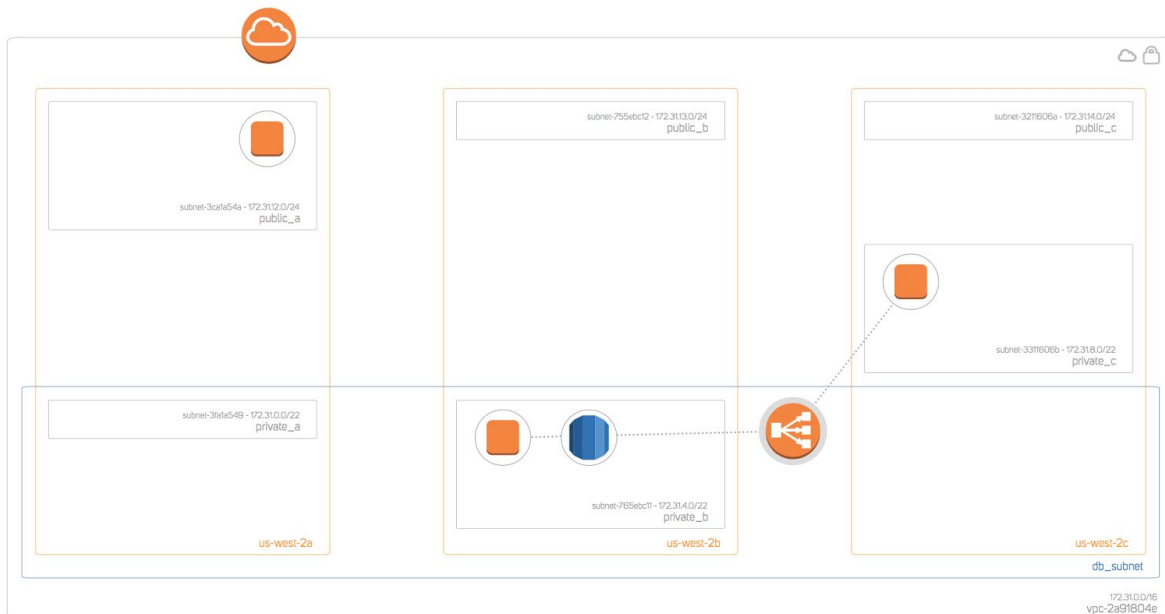 subnet-755ebc12 - 172.31.13.0/24
public_b
subnet-3211606a - 172.31.14.0/24
public_c
subnet-3ca1a54a - 172.31.12.0/24
public_a
subnet-3311606b - 172.31.8.0/22
private_c
subnet-3fa1a549 - 172.31.0.0/22
private_a
subnet-765ebc11 - 172.31.4.0/22
private_b
us-west-2a
us-west-2b
us-west-2c
db_subnet
172.31.0.0/16
vpc-2a91804e